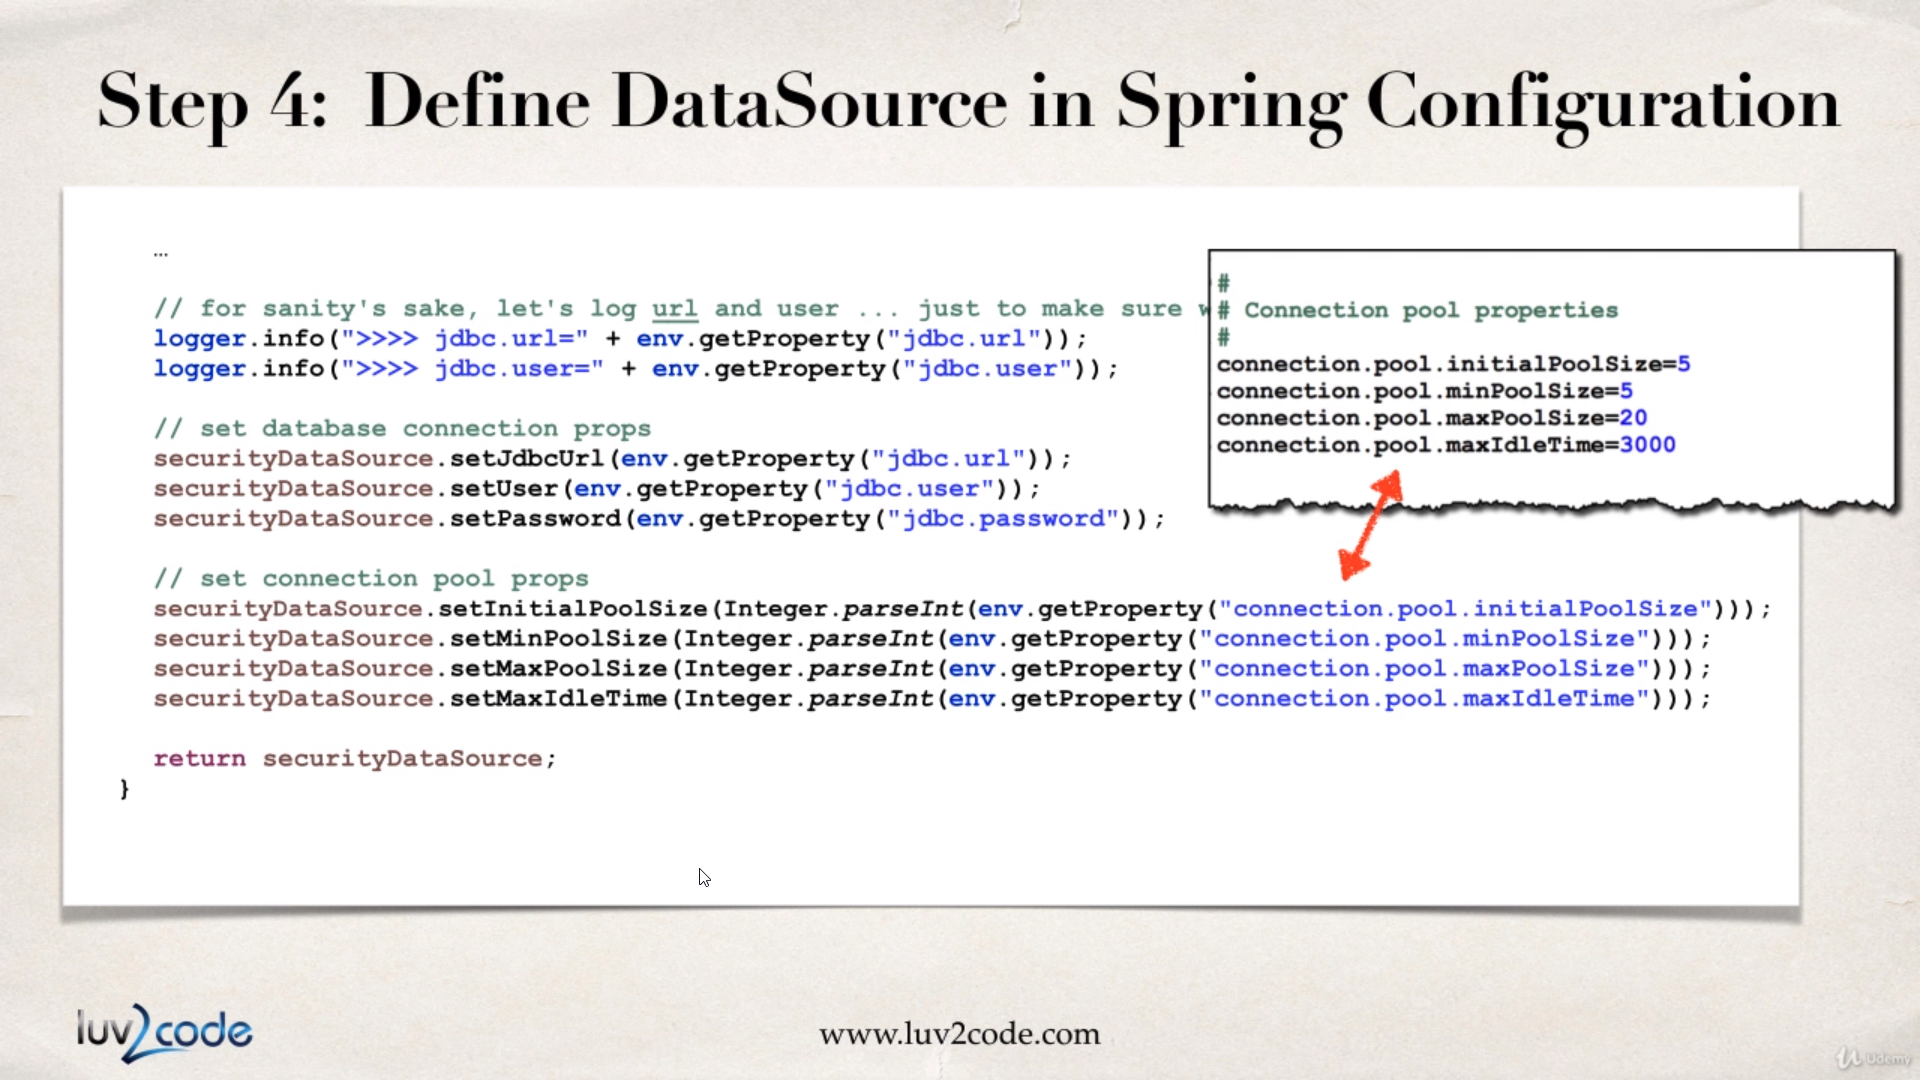 Step 4: Define DataSource in Spring Configuration
...
// for sanity's sake, let's log url and user ... just to make sure
logger.info(">>>> jdbc.url=" + env.getProperty("jdbc.url"));
logger.info(">>>> jdbc.user=" + env.getProperty("jdbc.user"));
// set database connection props
securityDataSource.setJdbcUrl(env.getProperty("jdbc.url"));
securityDataSource.setUser(env.getProperty("jdbc.user"));
securityDataSource.setPassword(env.getProperty("jdbc.password"));
// set connection pool props
securityDataSource.setInitialPoolSize(Integer.parseInt(env.getProperty("connection.pool.initialPoolSize")));
securityDataSource.setMinPoolSize(Integer.parseInt(env.getProperty("connection.pool.minPoolSize")));
securityDataSource.setMaxPoolSize(Integer.parseInt(env.getProperty("connection.pool.maxPoolSize")));
securityDataSource.setMaxIdleTime(Integer.parseInt(env.getProperty("connection.pool.maxIdleTime")));
return securityDataSource;
}
#
# Connection pool properties
#
connection.pool.initialPoolSize=5
connection.pool.minPoolSize=5
connection.pool.maxPoolSize=20
connection.pool.maxIdleTime=3000
luv2code
www.luv2code.com
Udemy